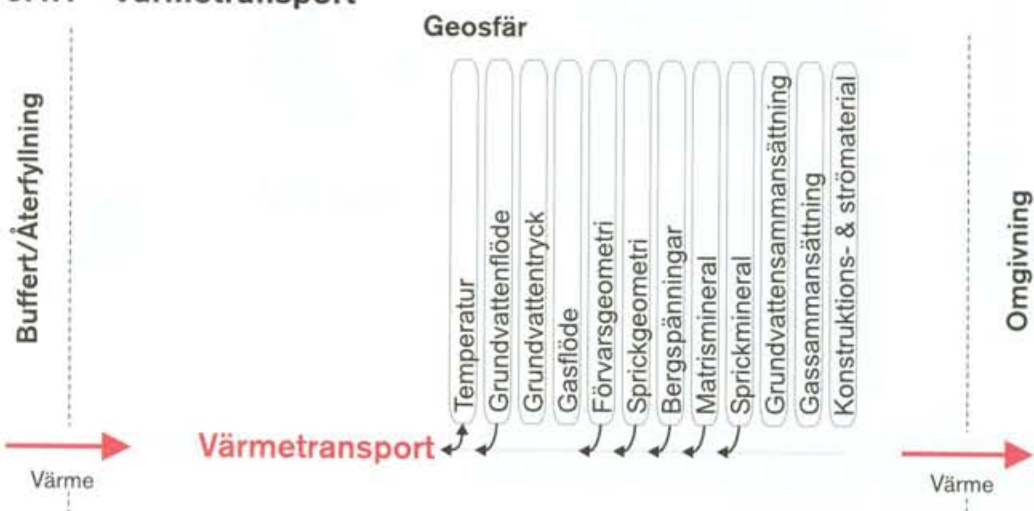 Värmetransport
Geosfär
Buffert/Återfyllning
Temperatur
Grundvattenflöde
Grundvattentryck
Gasflöde
Förvarsgeometri
Sprickgeometri
Bergspänningar
Matrismineral
Sprickmineral
Grundvattensammansättning
Gassammansättning
Konstruktions- & strömaterial
Omgivning
Värmetransport
Värme
Värme